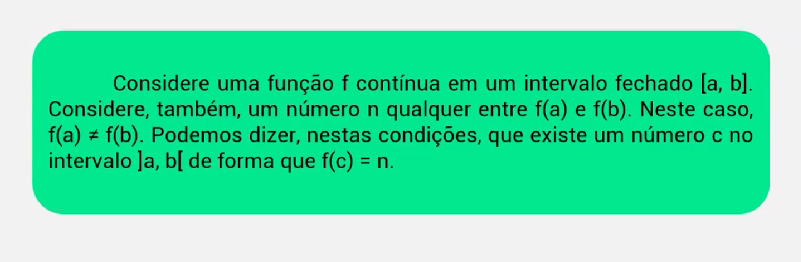 Considere uma função f contínua em um intervalo fechado [a, b].
Considere, também, um número n qualquer entre f(a) e f(b). Neste caso,
f(a) ≠ f(b). Podemos dizer, nestas condições, que existe um número c no
intervalo ]a, b[ de forma que f(c) = n.